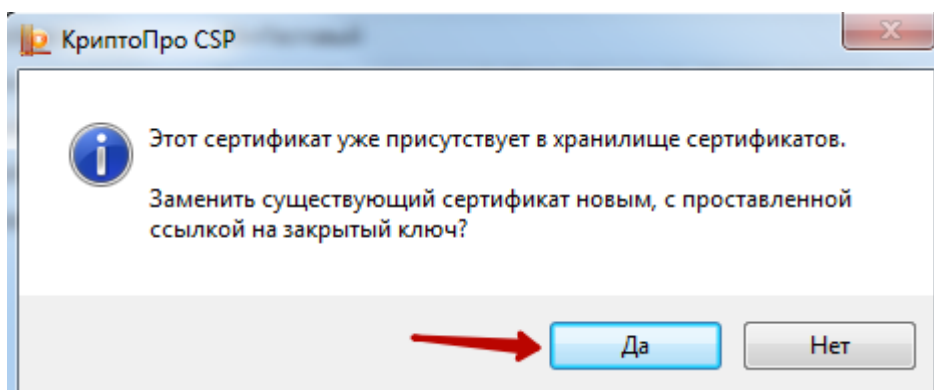 КриптоПро CSP
Этот сертификат уже присутствует в хранилище сертификатов.
Заменить существующий сертификат новым, с проставленной
ссылкой на закрытый ключ?
Да
Нет